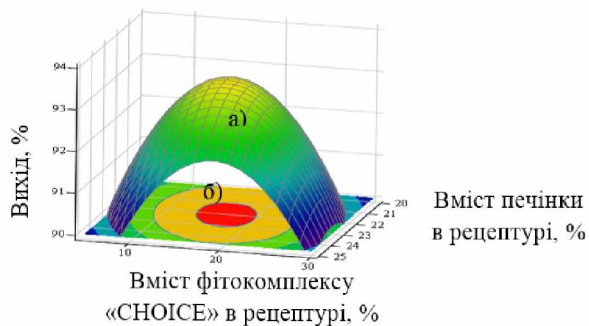 94
93
92
91
90
Вихід, %
а)
б)
10
20
30
20
21
22
23
24
25
Вміст печінки
в рецептурі, %
Вміст фітокомплексу
«CHOICE» в рецептурі, %